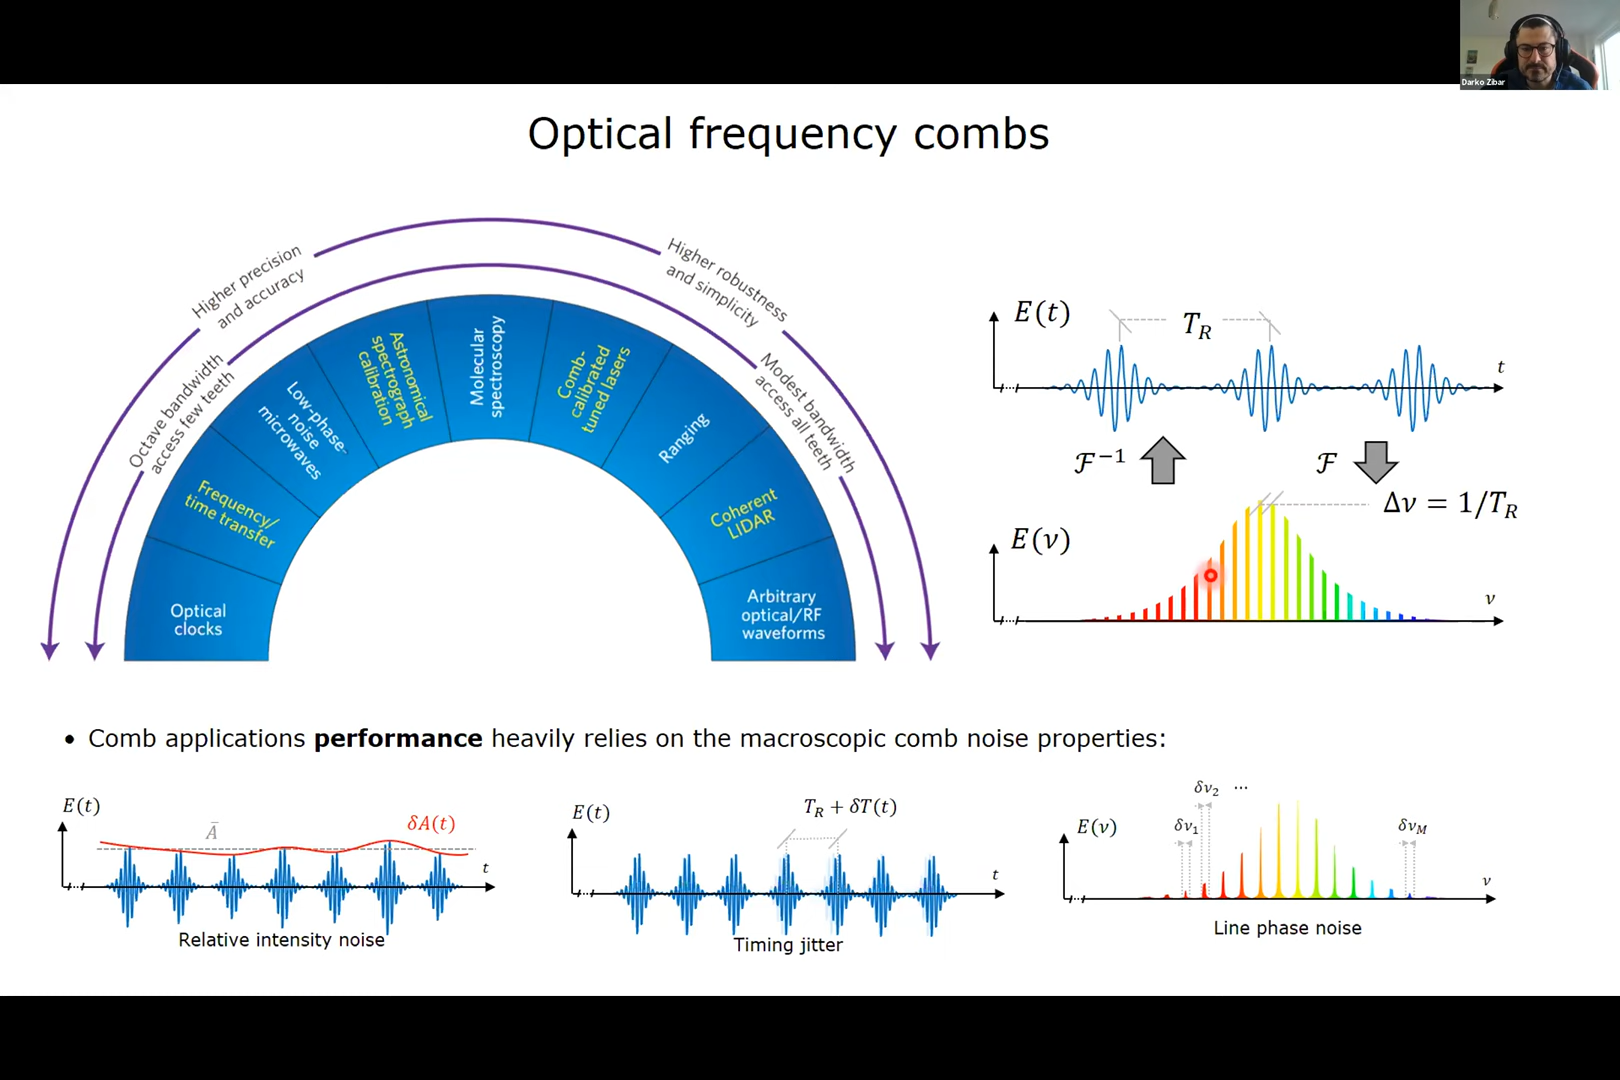 Darko Zibar
Optical frequency combs
Higher precision
and accuracy
Higher robustness
and simplicity
Octave bandwidth
access few teeth
Modest bandwidth
access all teeth
Optical
clocks
Frequency/
time transfer
Low-phase-
noise
microwaves
Astronomical
spectrograph
calibration
Molecular
spectroscopy
Comb-
calibrated
tuned lasers
Ranging
Coherent
LIDAR
Arbitrary
optical/RF
waveforms
E(t)
T_R
t
ℱ⁻¹
ℱ
Δν = 1/T_R
E(ν)
ν
• Comb applications performance heavily relies on the macroscopic comb noise properties:
E(t)
Ā
δA(t)
t
Relative intensity noise
E(t)
T_R + δT(t)
t
Timing jitter
δν₂ ...
E(ν)
δν₁
δν_M
ν
Line phase noise